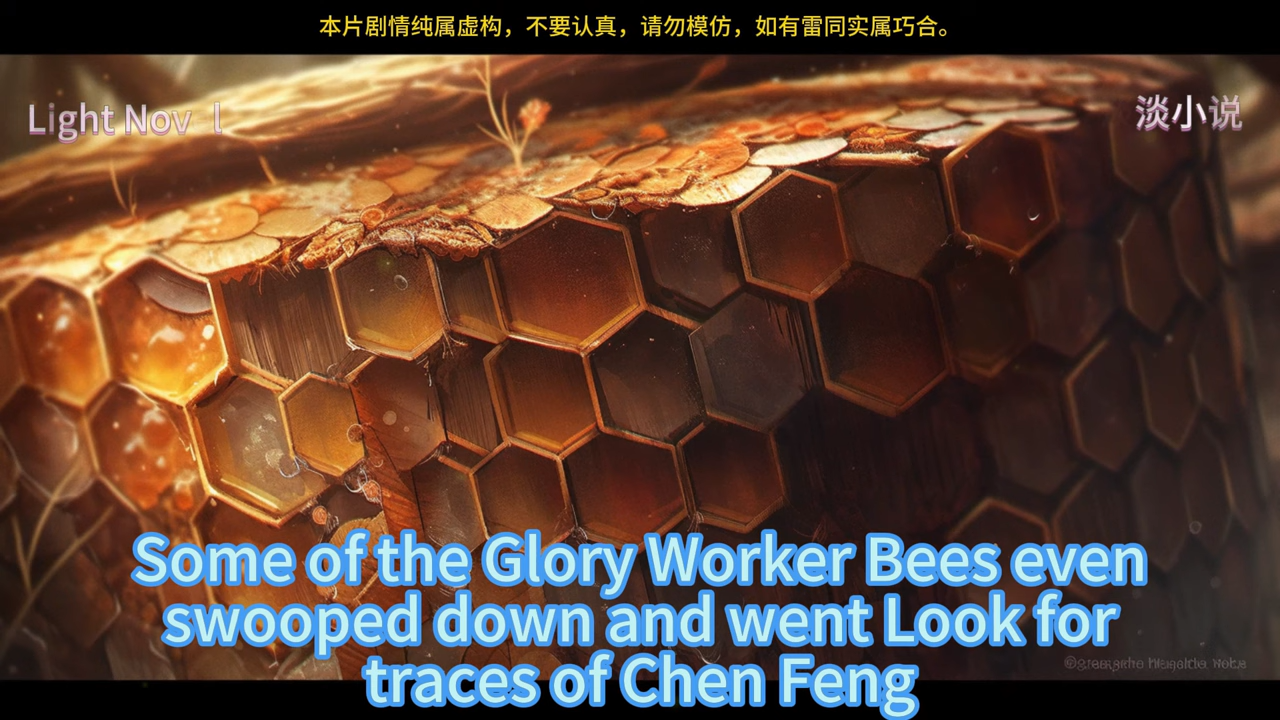 本片剧情纯属虚构，不要认真，请勿模仿，如有雷同实属巧合。
Light Nov l
淡小说
Some of the Glory Worker Bees even
swooped down and went Look for
traces of Chen Feng